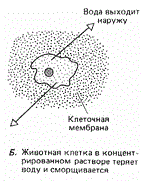 Вода выходит
наружу
Клеточная
мембрана
Б. Животная клетка в концент-
рированном растворе теряет
воду и сморщивается